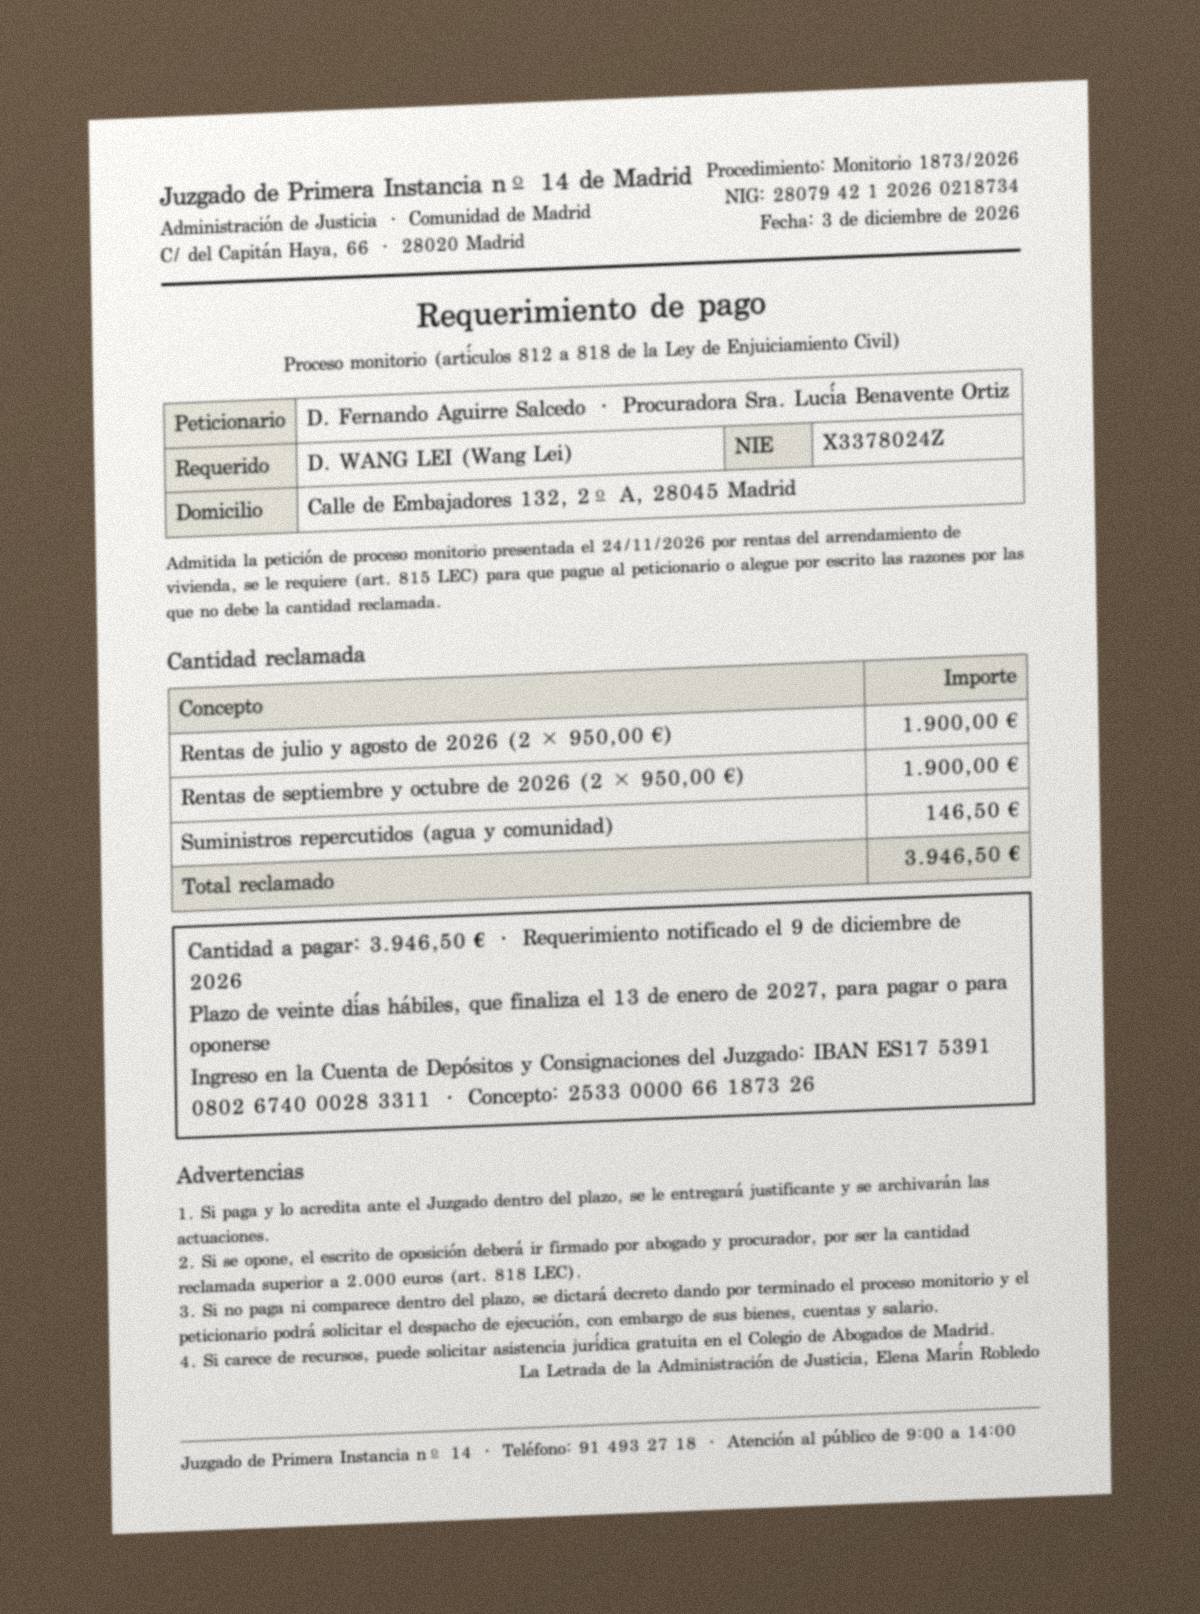 Juzgado de Primera Instancia nº 14 de Madrid
Administración de Justicia · Comunidad de Madrid
C/ del Capitán Haya, 66 · 28020 Madrid
Procedimiento: Monitorio 1873/2026
NIG: 28079 42 1 2026 0218734
Fecha: 3 de diciembre de 2026
Requerimiento de pago
Proceso monitorio (artículos 812 a 818 de la Ley de Enjuiciamiento Civil)
Peticionario D. Fernando Aguirre Salcedo · Procuradora Sra. Lucía Benavente Ortiz
Requerido D. WANG LEI (Wang Lei) NIE X3378024Z
Domicilio Calle de Embajadores 132, 2º A, 28045 Madrid
Admitida la petición de proceso monitorio presentada el 24/11/2026 por rentas del arrendamiento de
vivienda, se le requiere (art. 815 LEC) para que pague al peticionario o alegue por escrito las razones por las
que no debe la cantidad reclamada.
Cantidad reclamada
Concepto Importe
Rentas de julio y agosto de 2026 (2 × 950,00 €) 1.900,00 €
Rentas de septiembre y octubre de 2026 (2 × 950,00 €) 1.900,00 €
Suministros repercutidos (agua y comunidad) 146,50 €
Total reclamado 3.946,50 €
Cantidad a pagar: 3.946,50 € · Requerimiento notificado el 9 de diciembre de
2026
Plazo de veinte días hábiles, que finaliza el 13 de enero de 2027, para pagar o para
oponerse
Ingreso en la Cuenta de Depósitos y Consignaciones del Juzgado: IBAN ES17 5391
0802 6740 0028 3311 · Concepto: 2533 0000 66 1873 26
Advertencias
1. Si paga y lo acredita ante el Juzgado dentro del plazo, se le entregará justificante y se archivarán las
actuaciones.
2. Si se opone, el escrito de oposición deberá ir firmado por abogado y procurador, por ser la cantidad
reclamada superior a 2.000 euros (art. 818 LEC).
3. Si no paga ni comparece dentro del plazo, se dictará decreto dando por terminado el proceso monitorio y el
peticionario podrá solicitar el despacho de ejecución, con embargo de sus bienes, cuentas y salario.
4. Si carece de recursos, puede solicitar asistencia jurídica gratuita en el Colegio de Abogados de Madrid.
La Letrada de la Administración de Justicia, Elena Marín Robledo
Juzgado de Primera Instancia nº 14 · Teléfono: 91 493 27 18 · Atención al público de 9:00 a 14:00